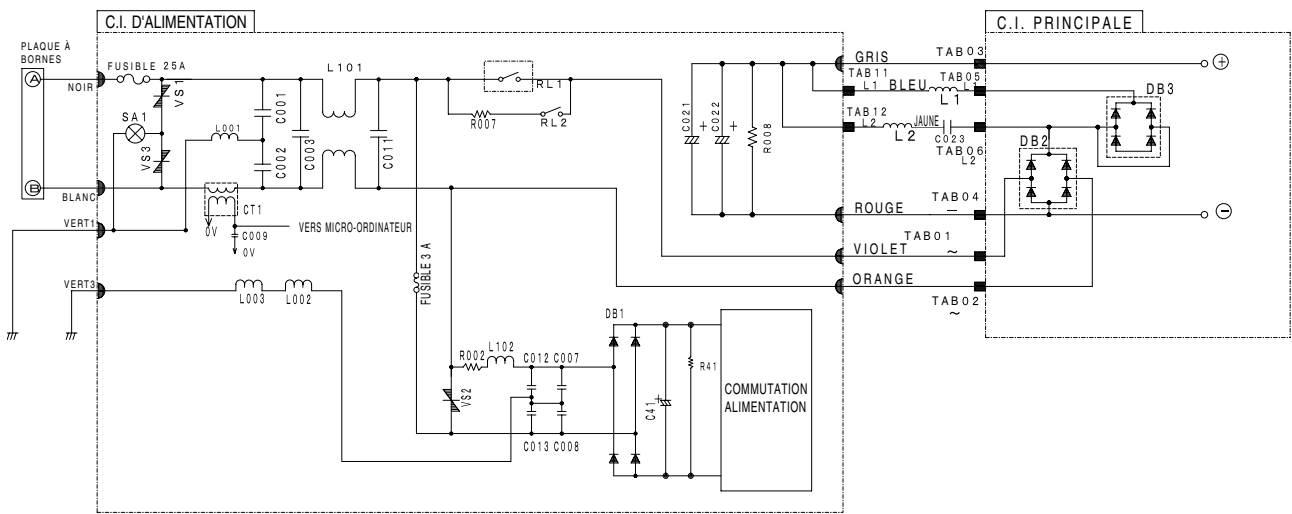 C.I. D'ALIMENTATION
C.I. PRINCIPALE
PLAQUE À
BORNES
A
NOIR
FUSIBLE 25A
VS1
SA1
VS3
L001
C001
C002
C003
L101
C011
RL1
R007
RL2
C021
+
C022
+
R008
GRIS
TAB03
+
TAB11
L1
BLEU
L1
TAB05
L1
DB3
TAB12
L2
L2
JAUNE
C023
TAB06
L2
DB2
B
BLANC
CT1
0V
C009
0V
VERS MICRO-ORDINATEUR
VERT1
ROUGE
TAB04
–
−
VIOLET
TAB01
~
ORANGE
TAB02
~
VERT3
L003
L002
FUSIBLE 3 A
VS2
R002
L102
C012
C007
C013
C008
DB1
C41
+
R41
COMMUTATION
ALIMENTATION